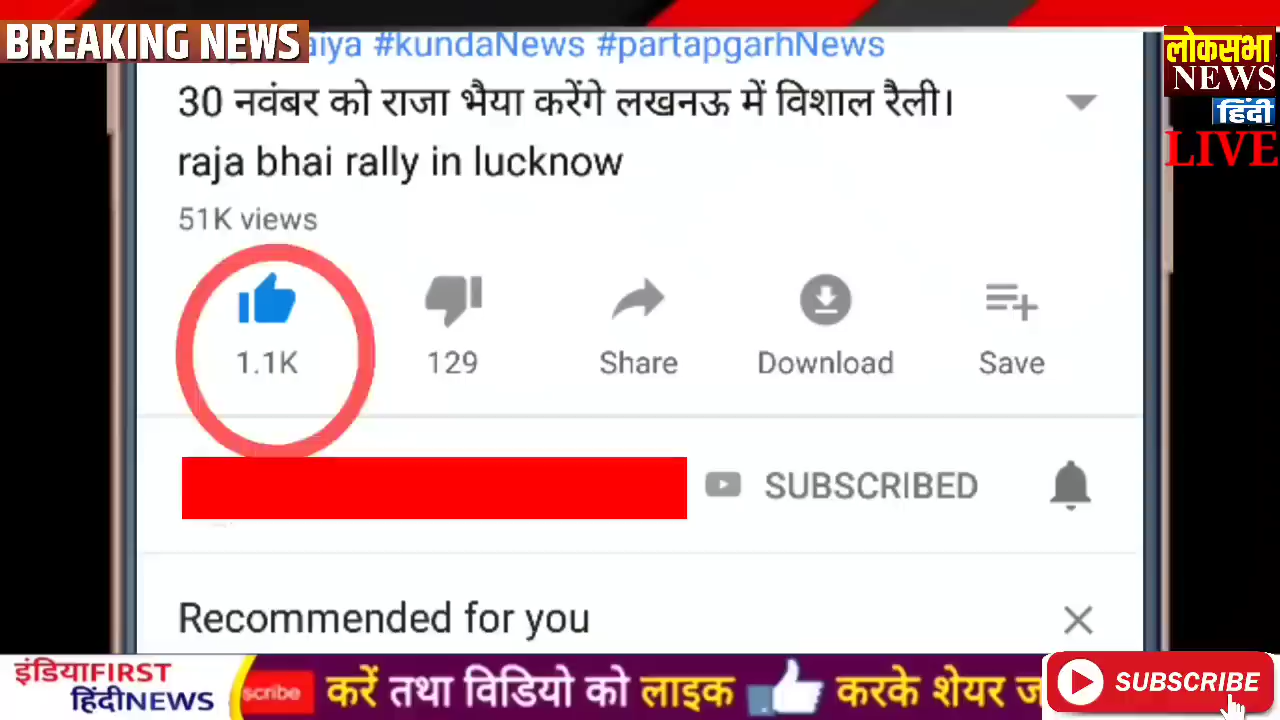 BREAKING NEWS
aiya #kundaNews #partapgarhNews
लोकसभा
NEWS
हिंदी
LIVE
30 नवंबर को राजा भैया करेंगे लखनऊ में विशाल रैली।
raja bhai rally in lucknow
51K views
1.1K 129 Share Download Save
SUBSCRIBED
Recommended for you
इंडियाFIRST
हिंदीNEWS
scribe करें तथा विडियो को लाइक करके शेयर
SUBSCRIBE